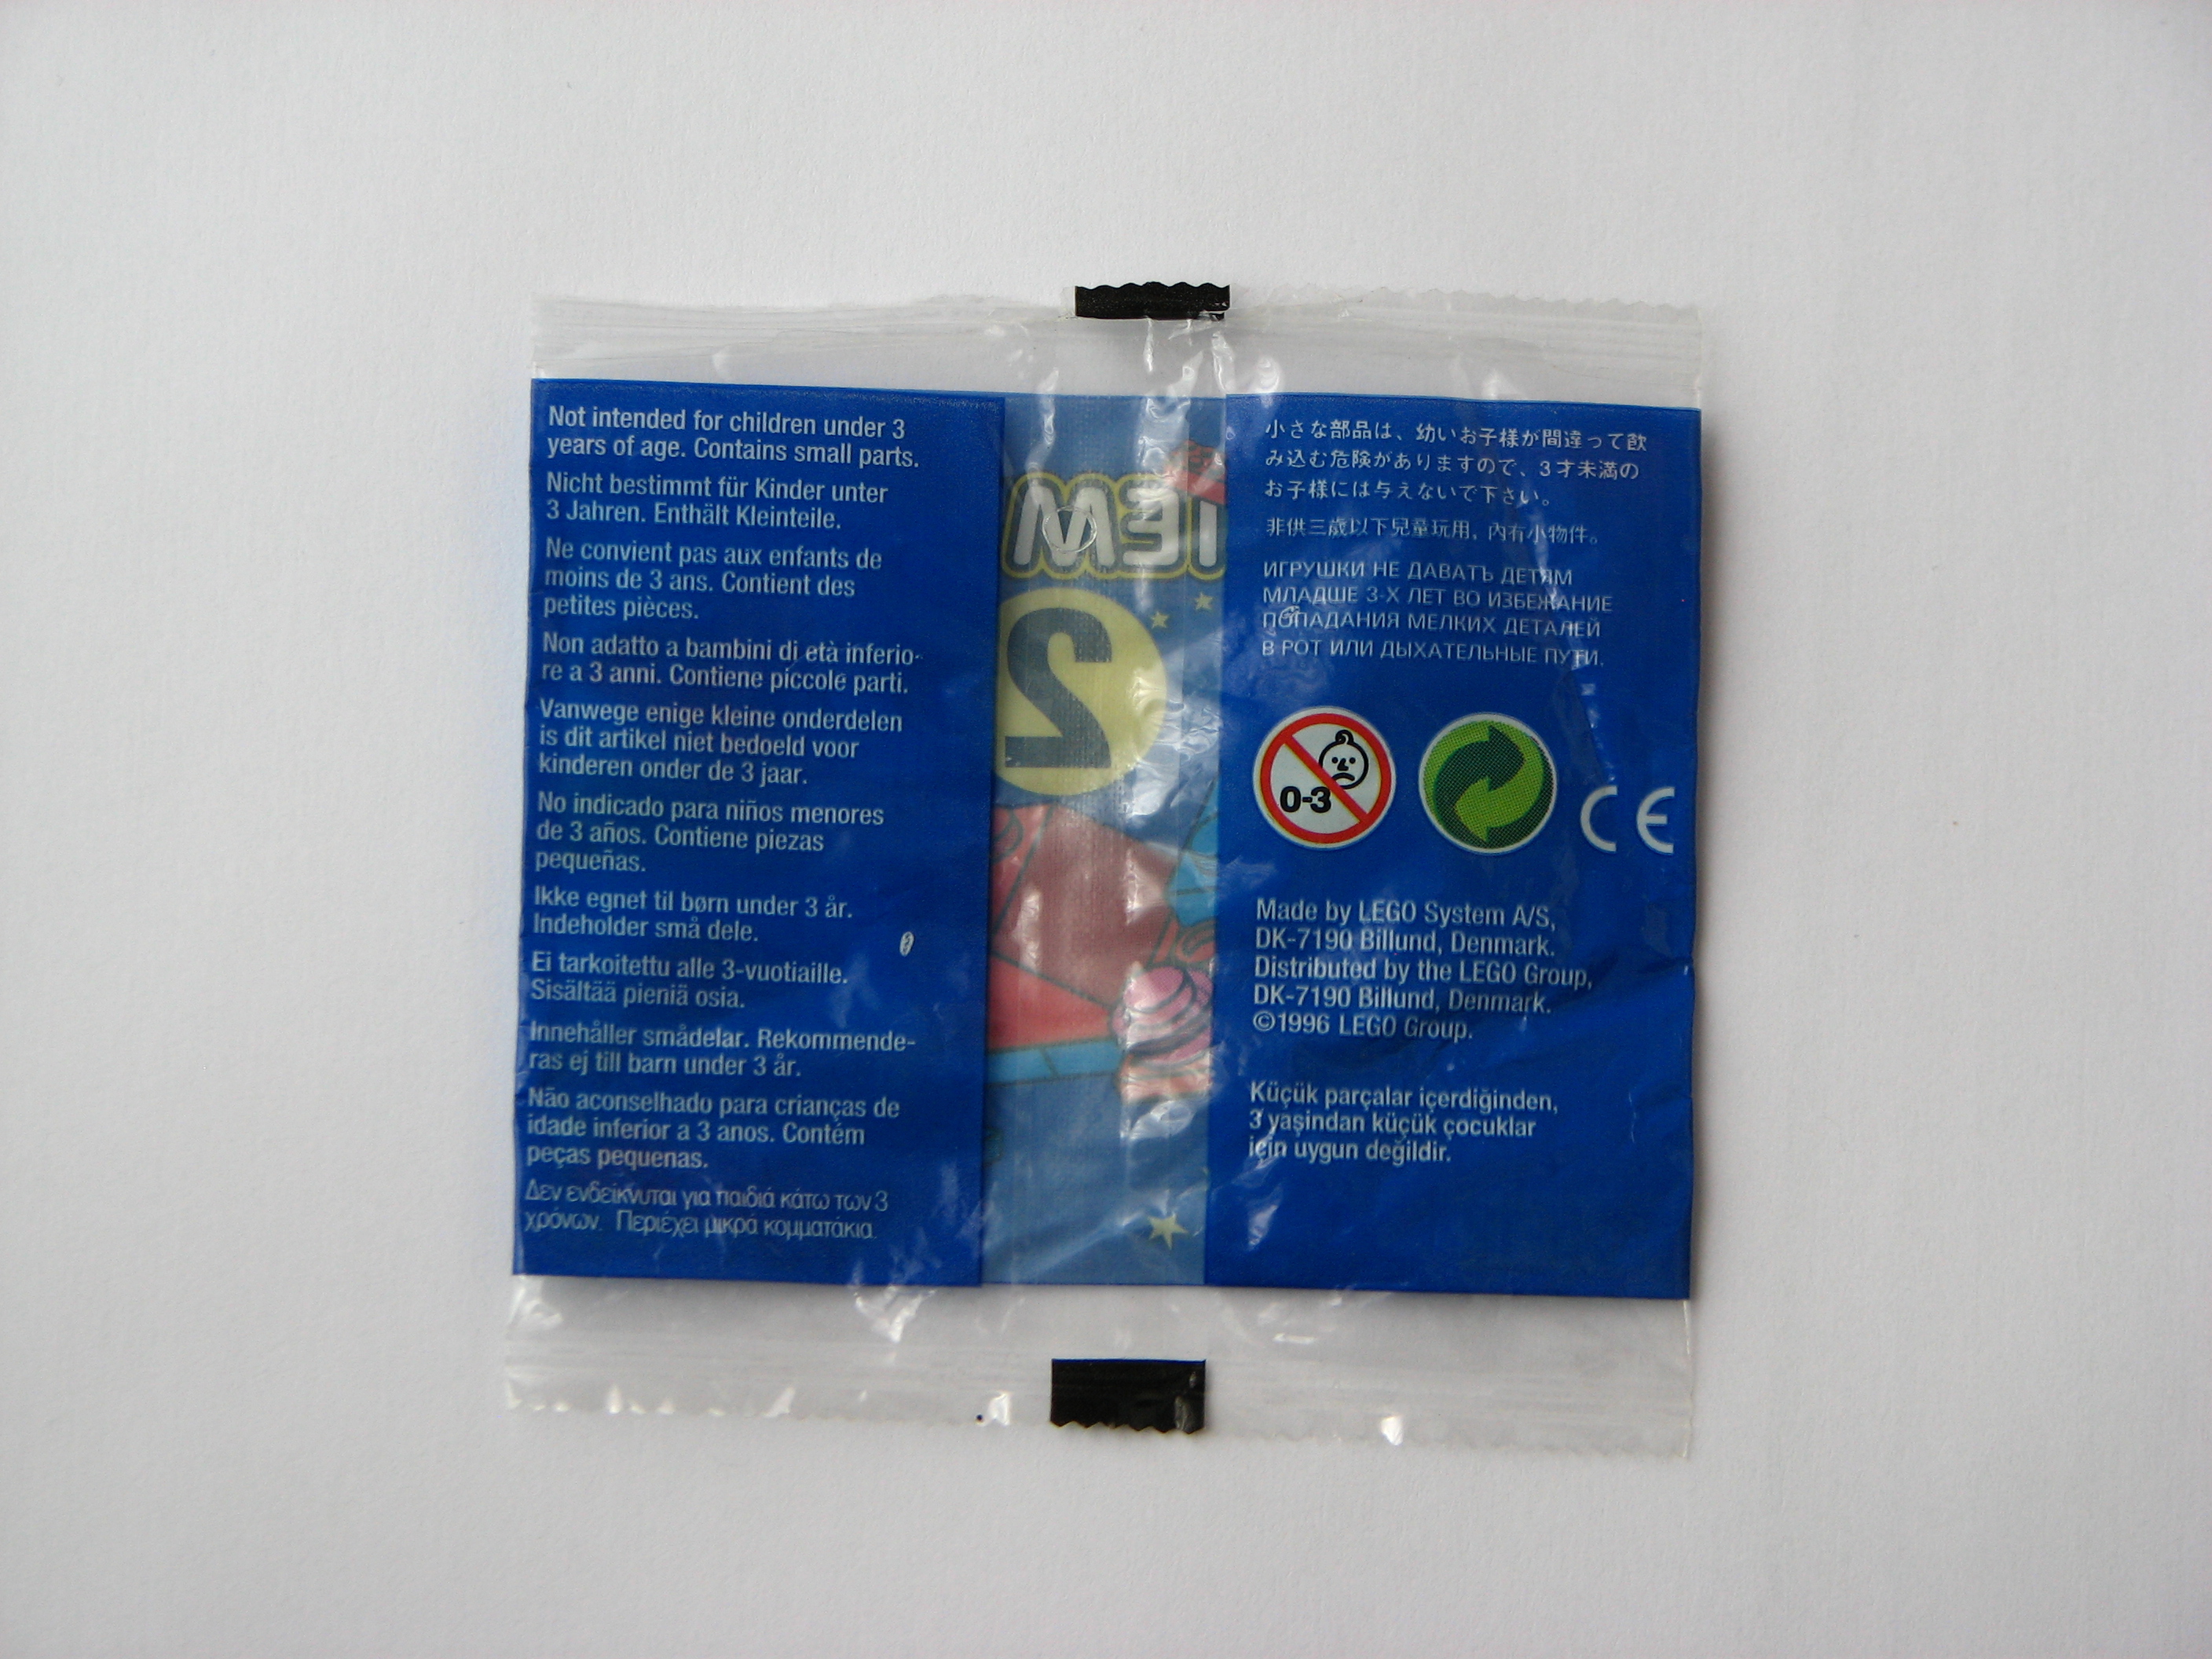 Not intended for children under 3
years of age. Contains small parts.
Nicht bestimmt für Kinder unter
3 Jahren. Enthält Kleinteile.
Ne convient pas aux enfants de
moins de 3 ans. Contient des
petites pièces.
Non adatto a bambini di età inferio-
re a 3 anni. Contiene piccole parti.
Vanwege enige kleine onderdelen
is dit artikel niet bedoeld voor
kinderen onder de 3 jaar.
No indicado para niños menores
de 3 años. Contiene piezas
pequeñas.
Ikke egnet til børn under 3 år.
Indeholder små dele.
Ei tarkoitettu alle 3-vuotiaille.
Sisältää pieniä osia.
Innehåller smådelar. Rekommende-
ras ej till barn under 3 år.
Não aconselhado para crianças de
idade inferior a 3 anos. Contém
peças pequenas.
Δεν ενδείκνυται για παιδιά κάτω των 3
χρόνων. Περιέχει μικρά κομματάκια.
2
小さな部品は、幼いお子様が間違って飲
み込む危険がありますので、3才未満の
お子様には与えないで下さい。
非供三歲以下兒童玩用, 內有小物件。
ИГРУШКИ НЕ ДАВАТЬ ДЕТЯМ
МЛАДШЕ 3-Х ЛЕТ ВО ИЗБЕЖАНИЕ
ПОПАДАНИЯ МЕЛКИХ ДЕТАЛЕЙ
В РОТ ИЛИ ДЫХАТЕЛЬНЫЕ ПУТИ.
0-3
CE
Made by LEGO System A/S,
DK-7190 Billund, Denmark.
Distributed by the LEGO Group,
DK-7190 Billund, Denmark.
©1996 LEGO Group.
Küçük parçalar içerdiğinden,
3 yaşindan küçük çocuklar
için uygun değildir.